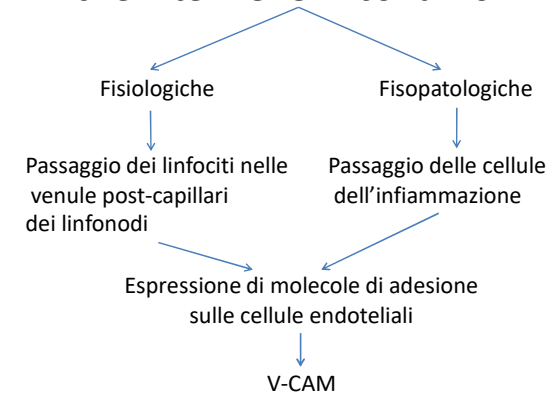 Fisiologiche
Fisopatologiche
Passaggio dei linfociti nelle
venule post-capillari
dei linfonodi
Passaggio delle cellule
dell'infiammazione
Espressione di molecole di adesione
sulle cellule endoteliali
V-CAM